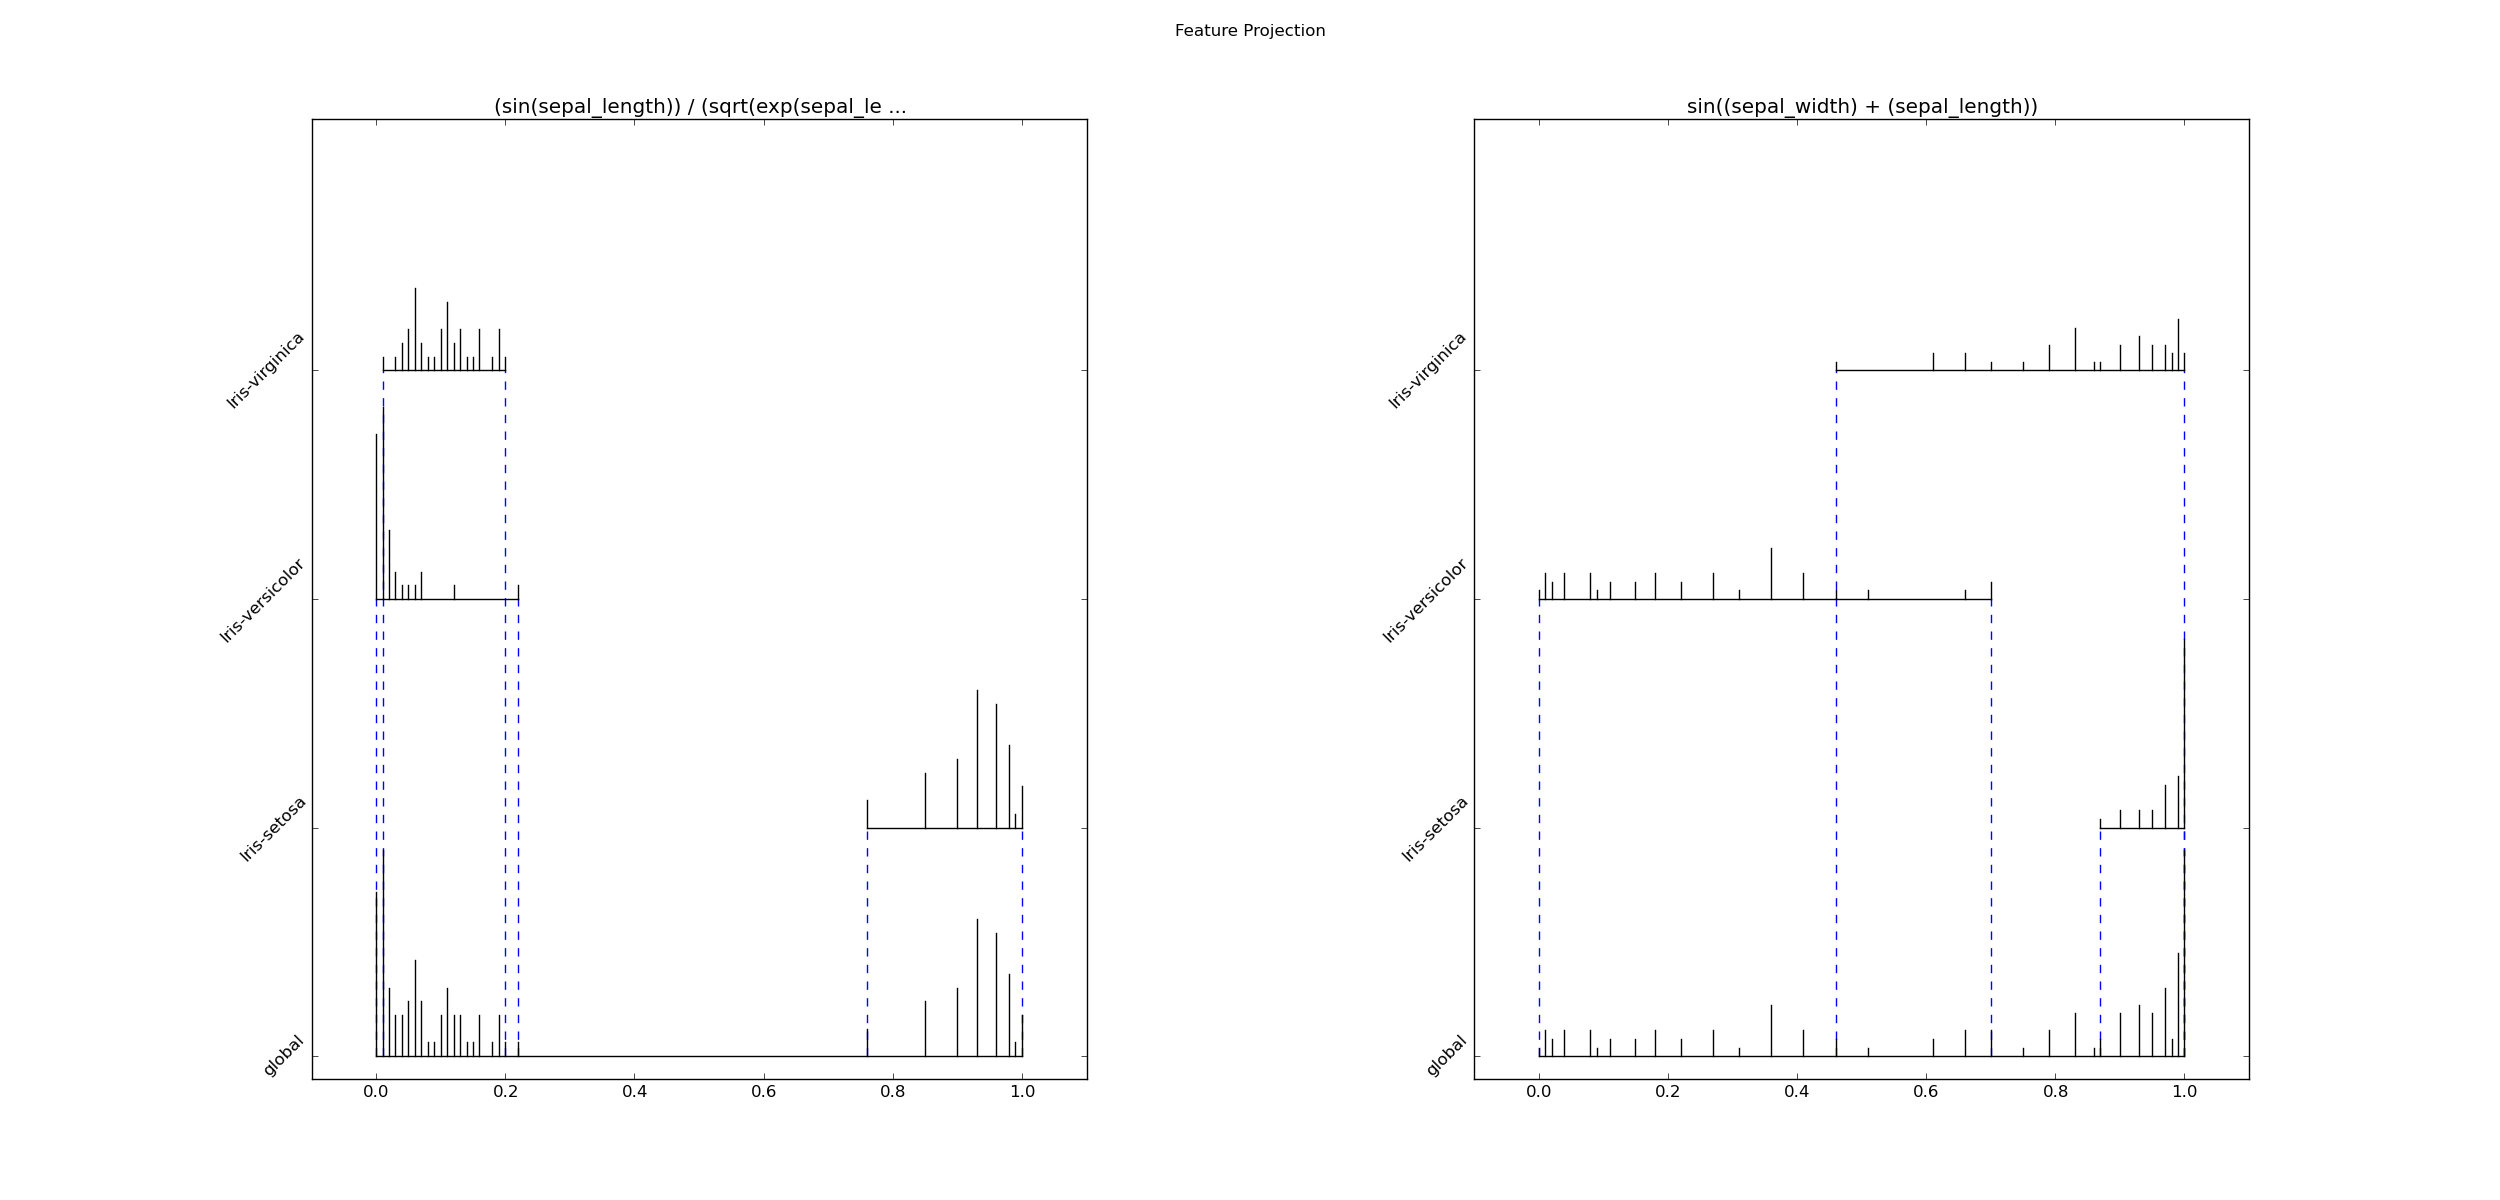 Feature Projection
(sin(sepal_length)) / (sqrt(exp(sepal_le ...
Iris-virginica
Iris-versicolor
Iris-setosa
global
0.0 0.2 0.4 0.6 0.8 1.0
sin((sepal_width) + (sepal_length))
Iris-virginica
Iris-versicolor
Iris-setosa
global
0.0 0.2 0.4 0.6 0.8 1.0